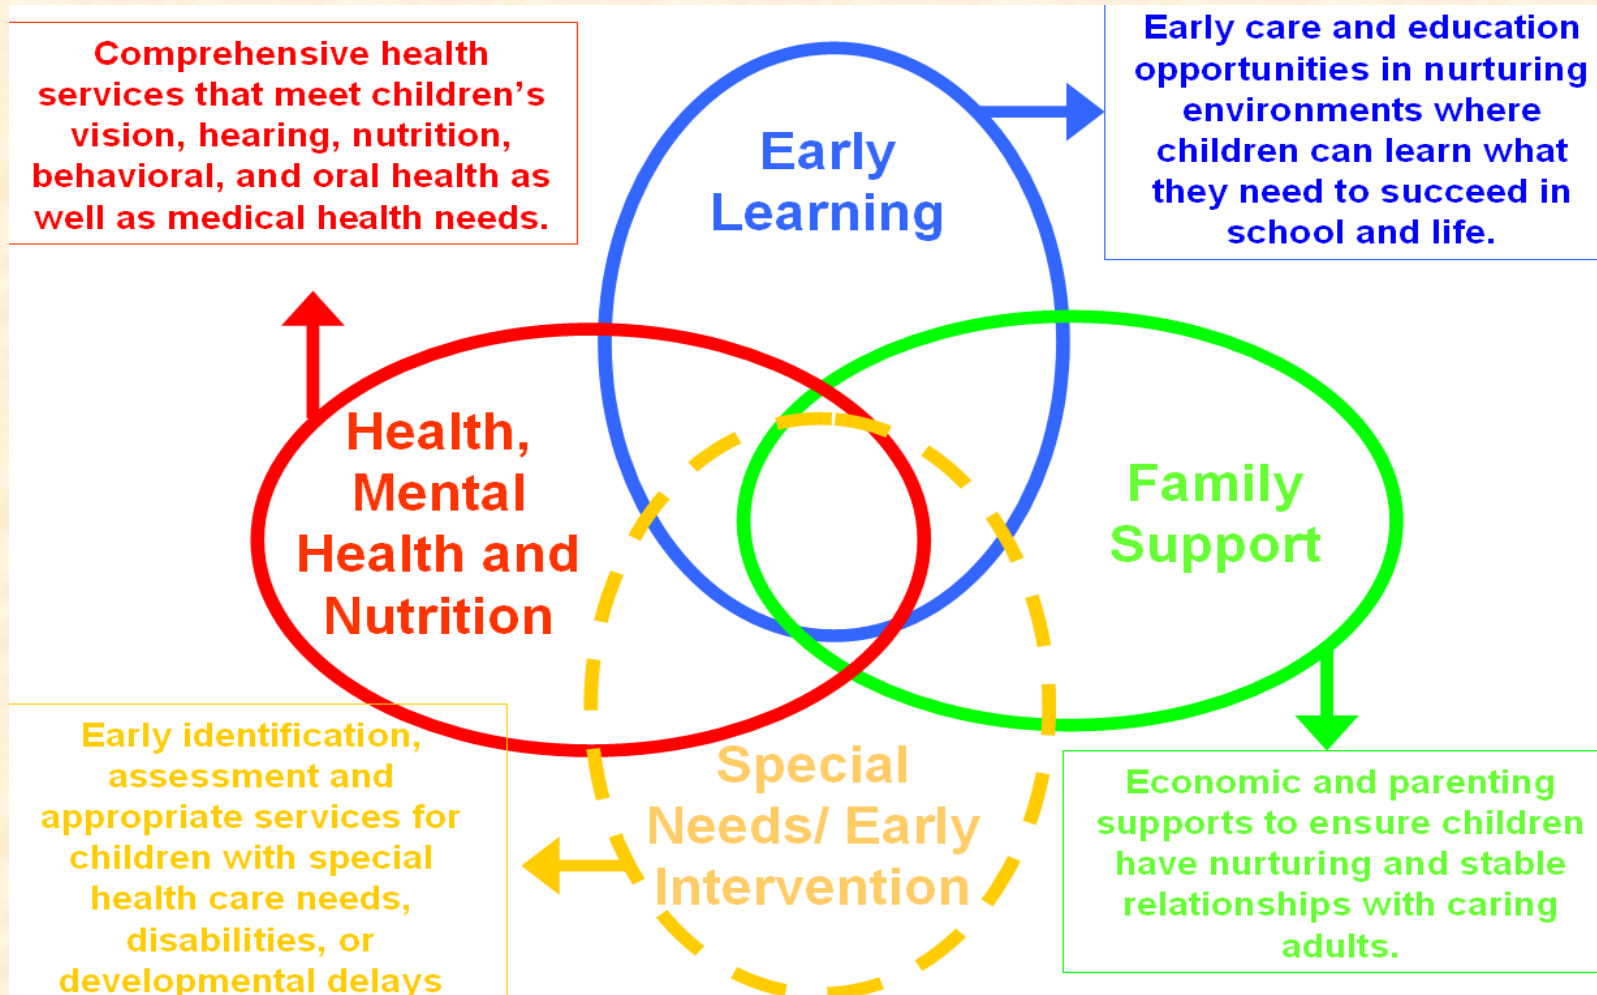 Comprehensive health
services that meet children’s
vision, hearing, nutrition,
behavioral, and oral health as
well as medical health needs.
Early care and education
opportunities in nurturing
environments where
children can learn what
they need to succeed in
school and life.
Early
Learning
Health,
Mental
Health and
Nutrition
Family
Support
Special
Needs/ Early
Intervention
Early identification,
assessment and
appropriate services for
children with special
health care needs,
disabilities, or
developmental delays
Economic and parenting
supports to ensure children
have nurturing and stable
relationships with caring
adults.